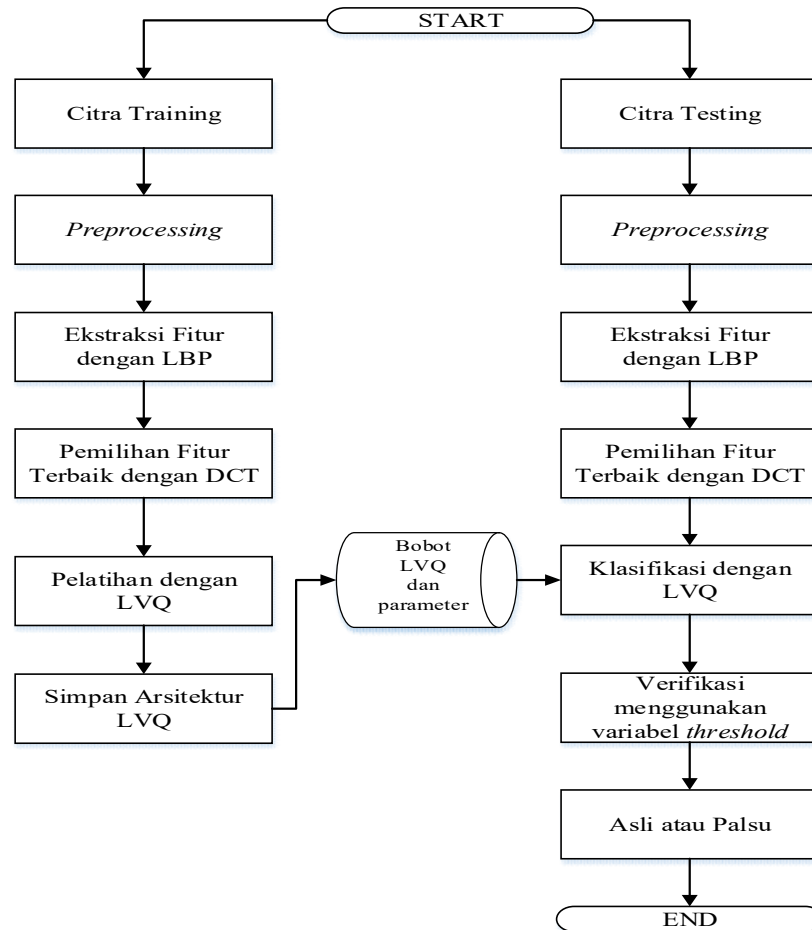 START
Citra Training
Preprocessing
Ekstraksi Fitur
dengan LBP
Pemilihan Fitur
Terbaik dengan DCT
Pelatihan dengan
LVQ
Simpan Arsitektur
LVQ
Bobot
LVQ
dan
parameter
Citra Testing
Preprocessing
Ekstraksi Fitur
dengan LBP
Pemilihan Fitur
Terbaik dengan DCT
Klasifikasi dengan
LVQ
Verifikasi
menggunakan
variabel threshold
Asli atau Palsu
END